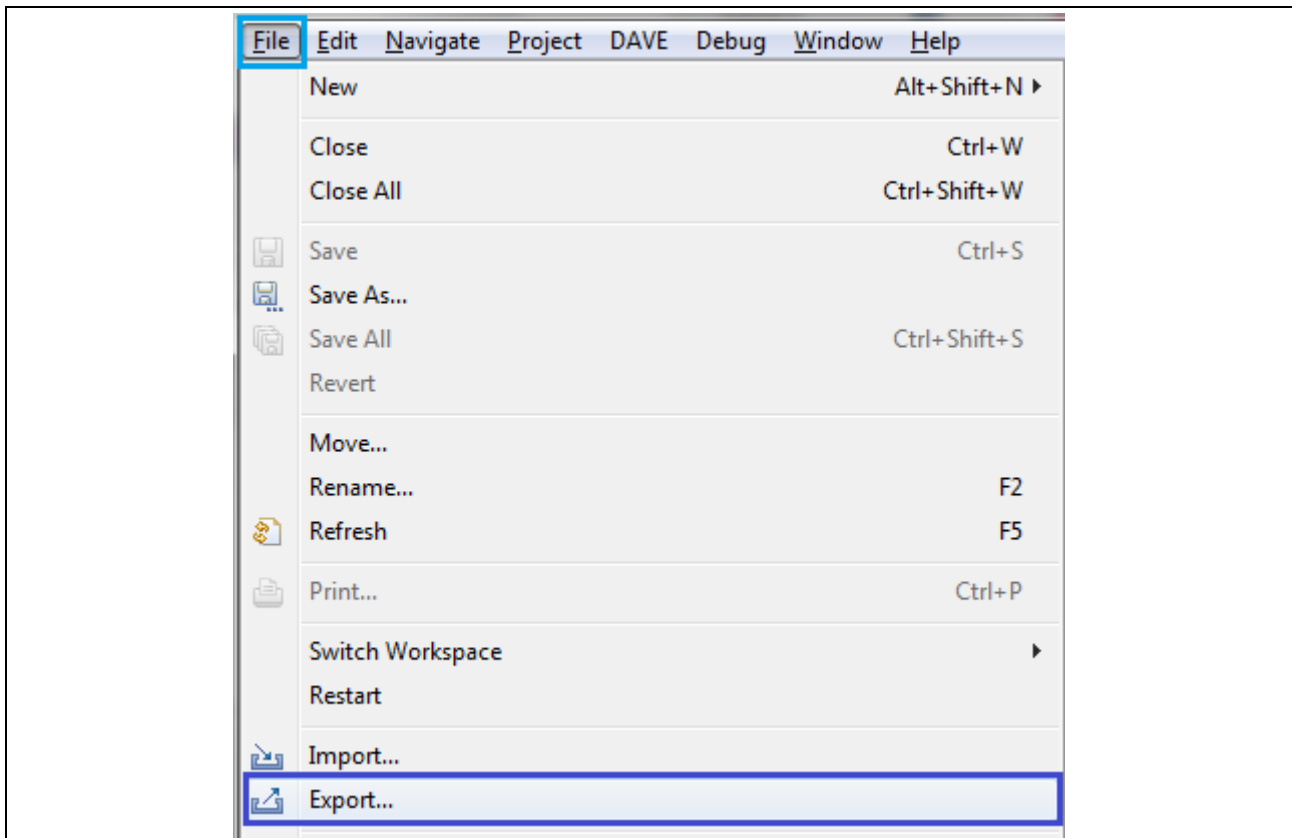 File Edit Navigate Project DAVE Debug Window Help
New Alt+Shift+N
Close Ctrl+W
Close All Ctrl+Shift+W
Save Ctrl+S
Save As...
Save All Ctrl+Shift+S
Revert
Move...
Rename... F2
Refresh F5
Print... Ctrl+P
Switch Workspace
Restart
Import...
Export...